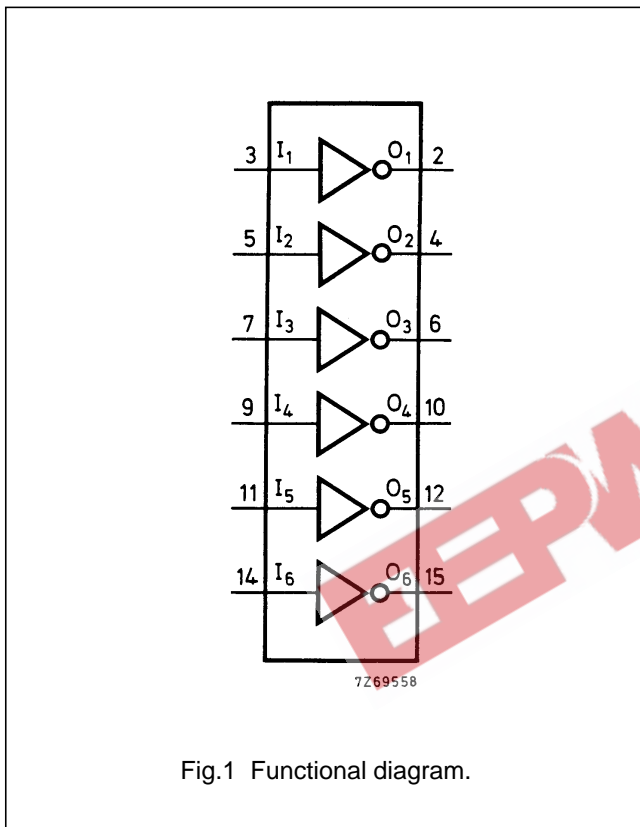 3 I1 O1 2
5 I2 O2 4
7 I3 O3 6
9 I4 O4 10
11 I5 O5 12
14 I6 O6 15
7Z69558
Fig.1 Functional diagram.